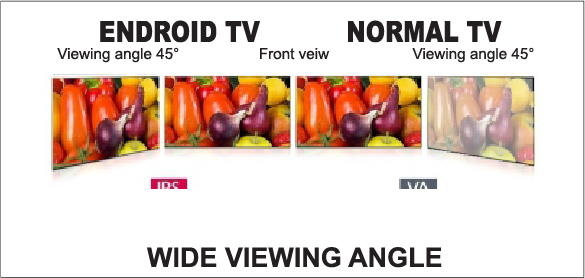 ENDROID TV NORMAL TV
Viewing angle 45° Front veiw Viewing angle 45°
IPS VA
WIDE VIEWING ANGLE